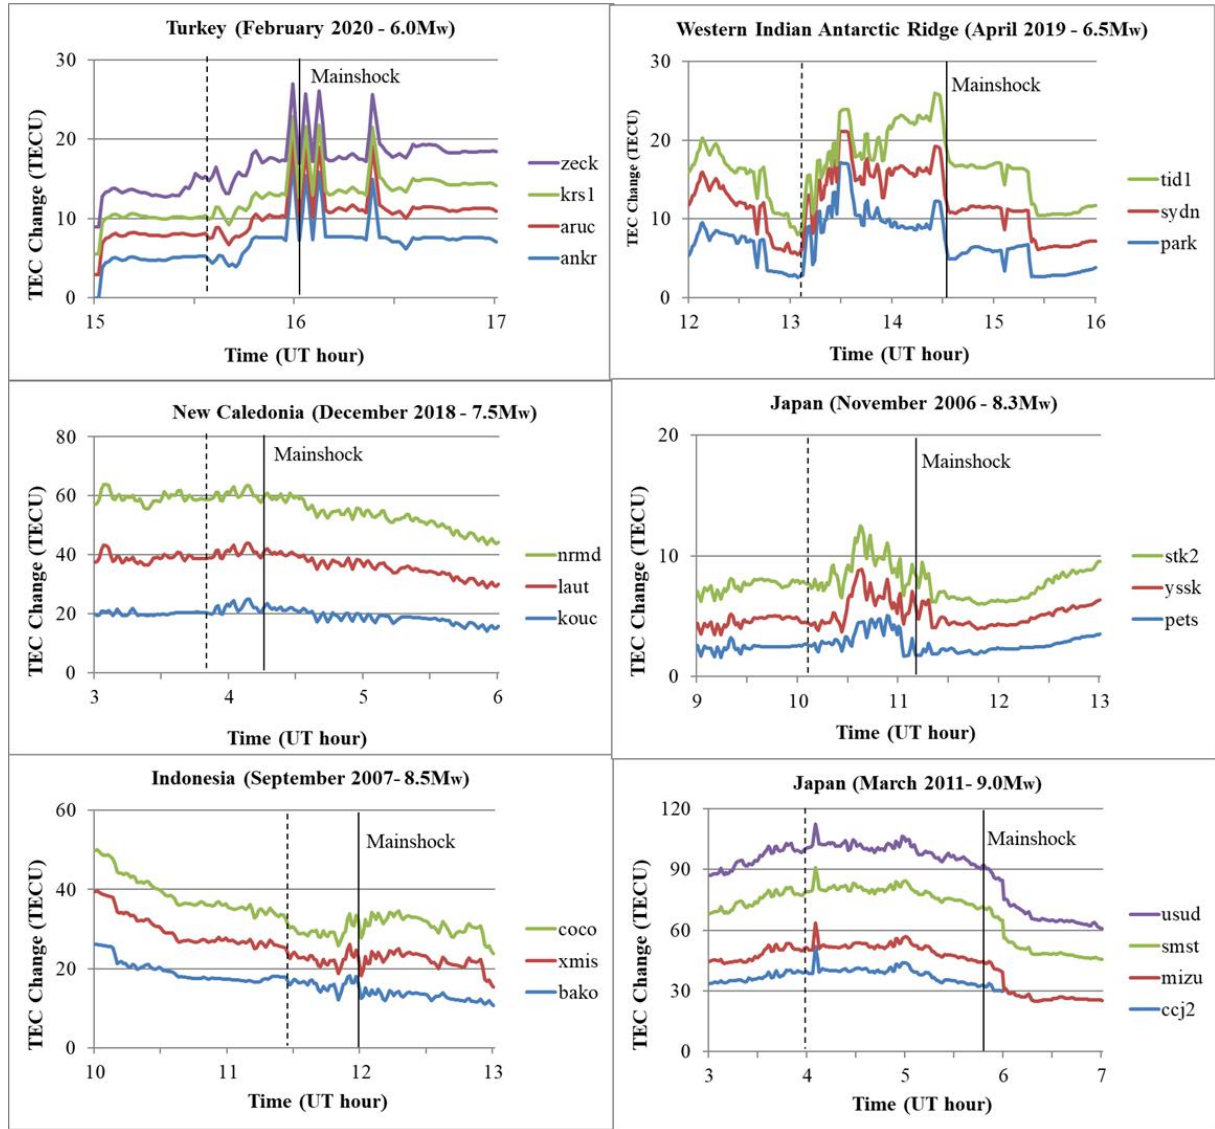 Turkey (February 2020 - 6.0Mw)
TEC Change (TECU)
30
20
10
0
15
16
17
Time (UT hour)
Mainshock
zeck
krs1
aruc
ankr
Western Indian Antarctic Ridge (April 2019 - 6.5Mw)
TEC Change (TECU)
30
20
10
0
12
13
14
15
16
Time (UT hour)
Mainshock
tid1
sydn
park
New Caledonia (December 2018 - 7.5Mw)
TEC Change (TECU)
80
60
40
20
0
3
4
5
6
Time (UT hour)
Mainshock
nrmd
laut
kouc
Japan (November 2006 - 8.3Mw)
TEC Change (TECU)
20
10
0
9
10
11
12
13
Time (UT hour)
Mainshock
stk2
yssk
pets
Indonesia (September 2007- 8.5Mw)
TEC Change (TECU)
60
40
20
0
10
11
12
13
Time (UT hour)
Mainshock
coco
xmis
bako
Japan (March 2011- 9.0Mw)
TEC Change (TECU)
120
90
60
30
0
3
4
5
6
7
Time (UT hour)
Mainshock
usud
smst
mizu
ccj2